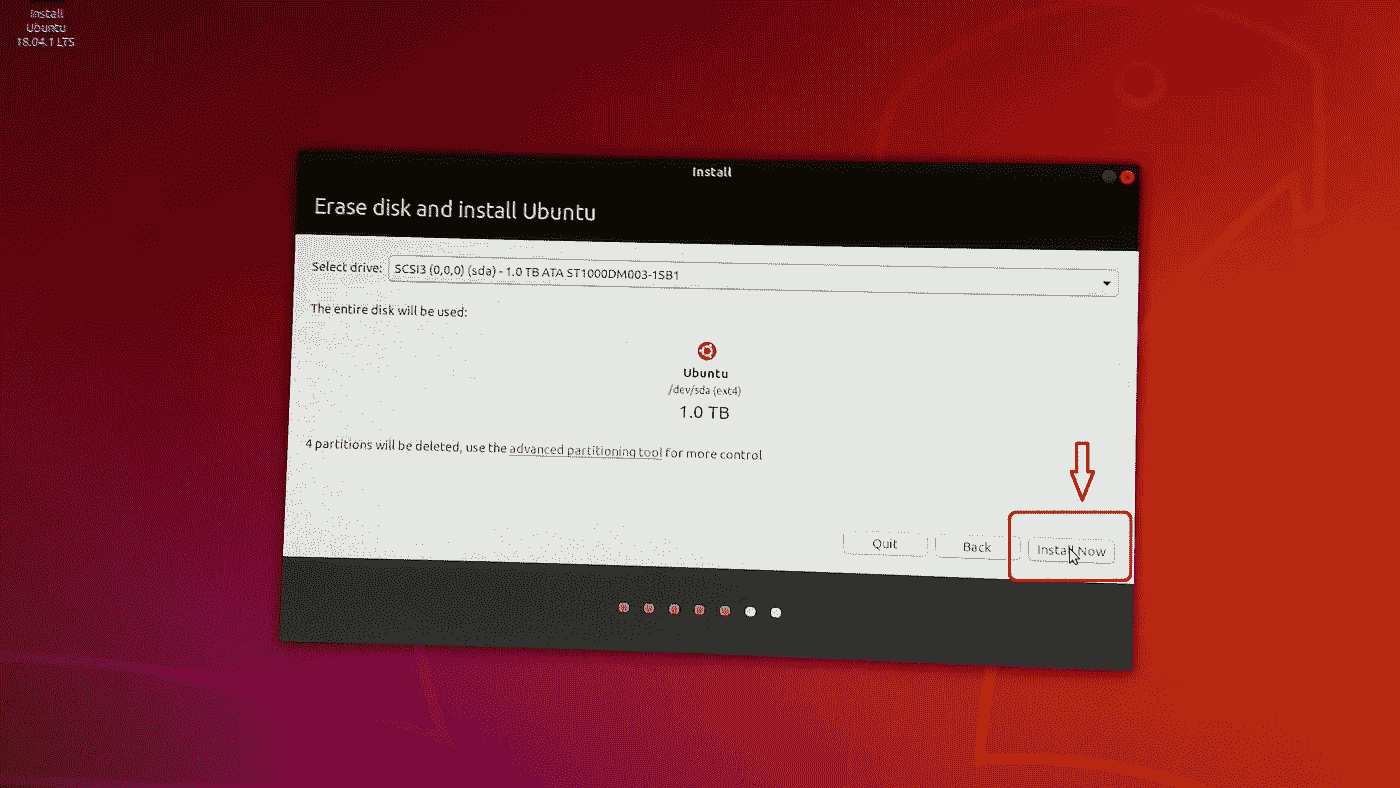 Install
Ubuntu
18.04.1 LTS
Install
Erase disk and install Ubuntu
Select drive: SCSI3 (0,0,0) (sda) - 1.0 TB ATA ST1000DM003-1SB1
The entire disk will be used:
Ubuntu
/dev/sda (ext4)
1.0 TB
4 partitions will be deleted, use the advanced partitioning tool for more control
Quit Back Install Now